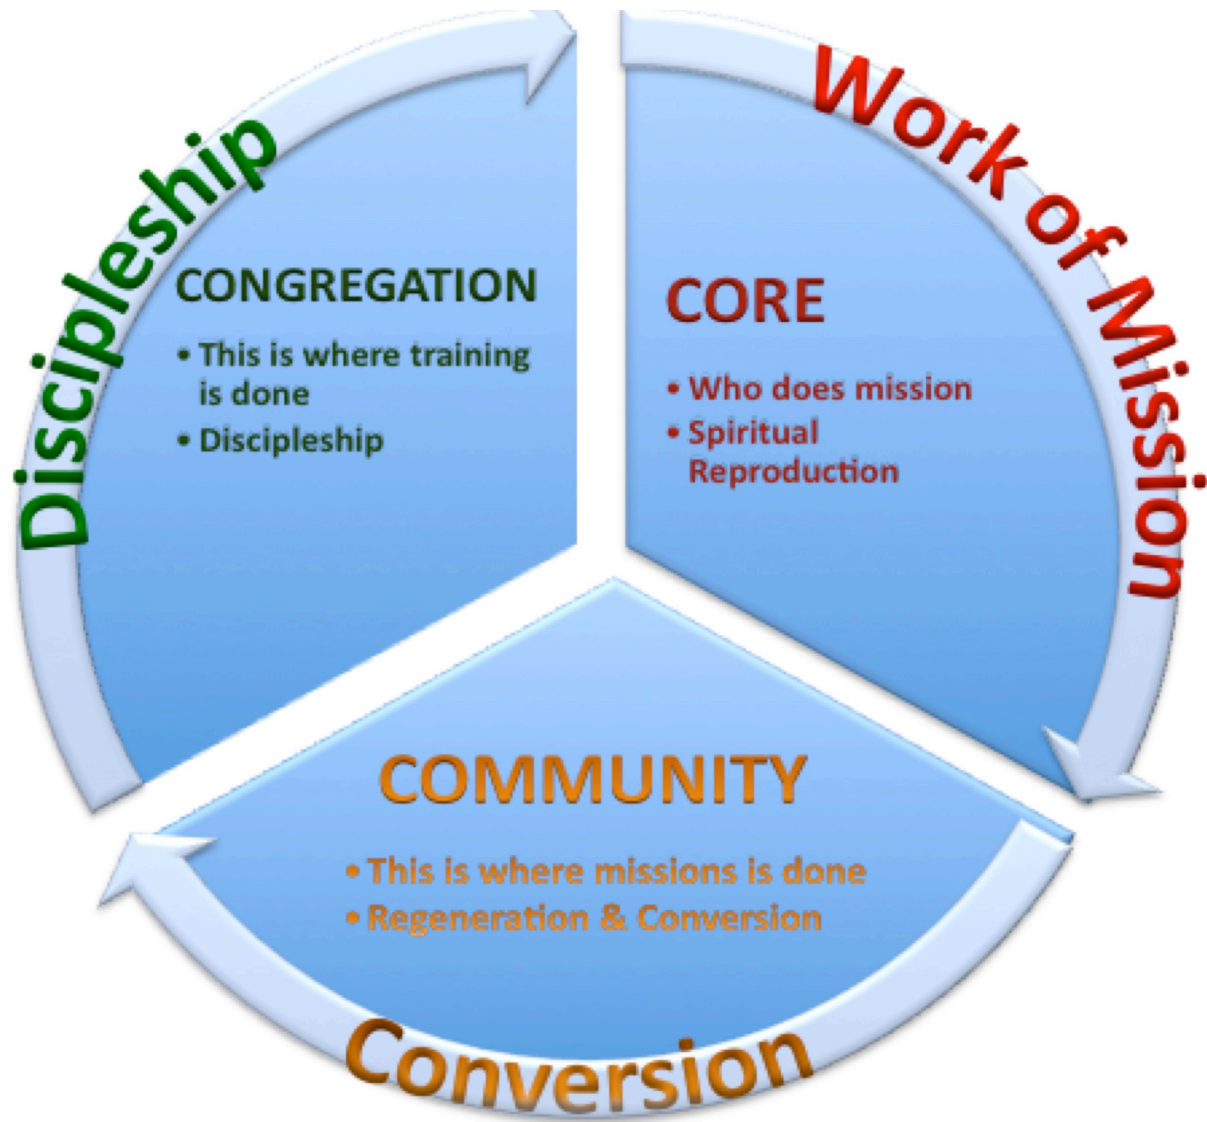 Discipleship
CONGREGATION
• This is where training
is done
• Discipleship
Work of Mission
CORE
• Who does mission
• Spiritual
Reproduction
COMMUNITY
• This is where missions is done
• Regeneration & Conversion
Conversion